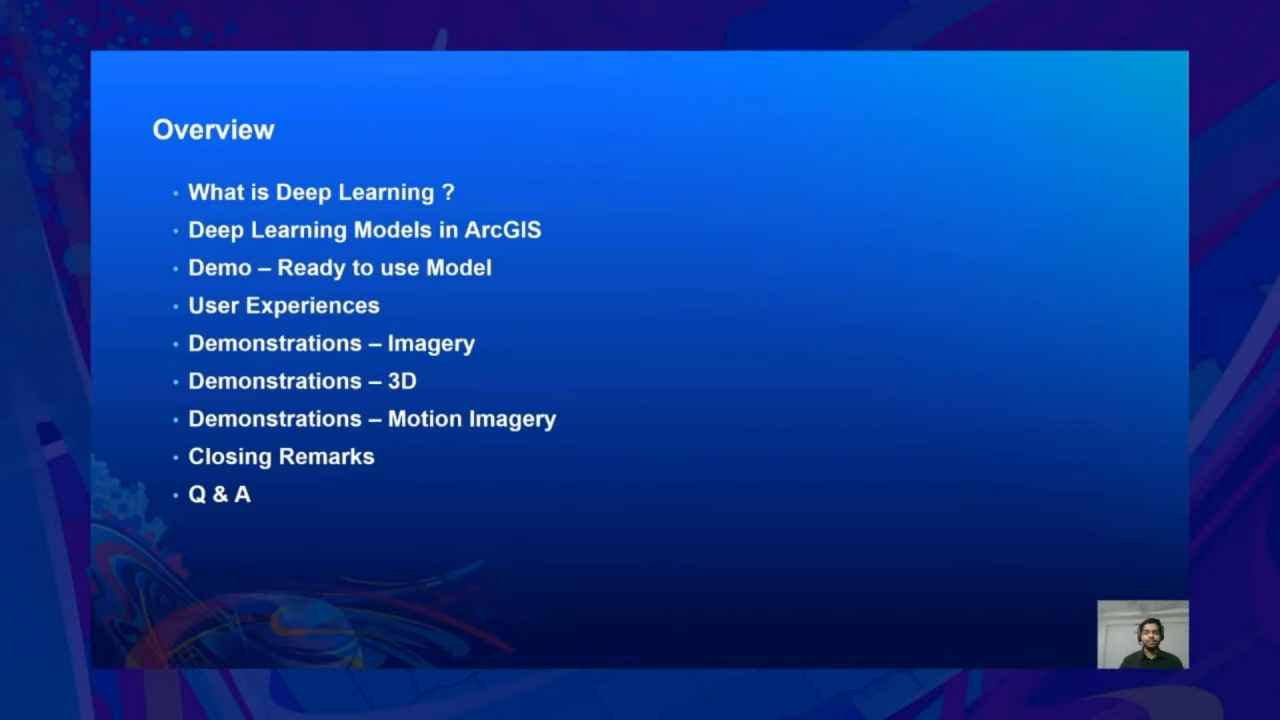 Overview
• What is Deep Learning ?
• Deep Learning Models in ArcGIS
• Demo – Ready to use Model
• User Experiences
• Demonstrations – Imagery
• Demonstrations – 3D
• Demonstrations – Motion Imagery
• Closing Remarks
• Q & A